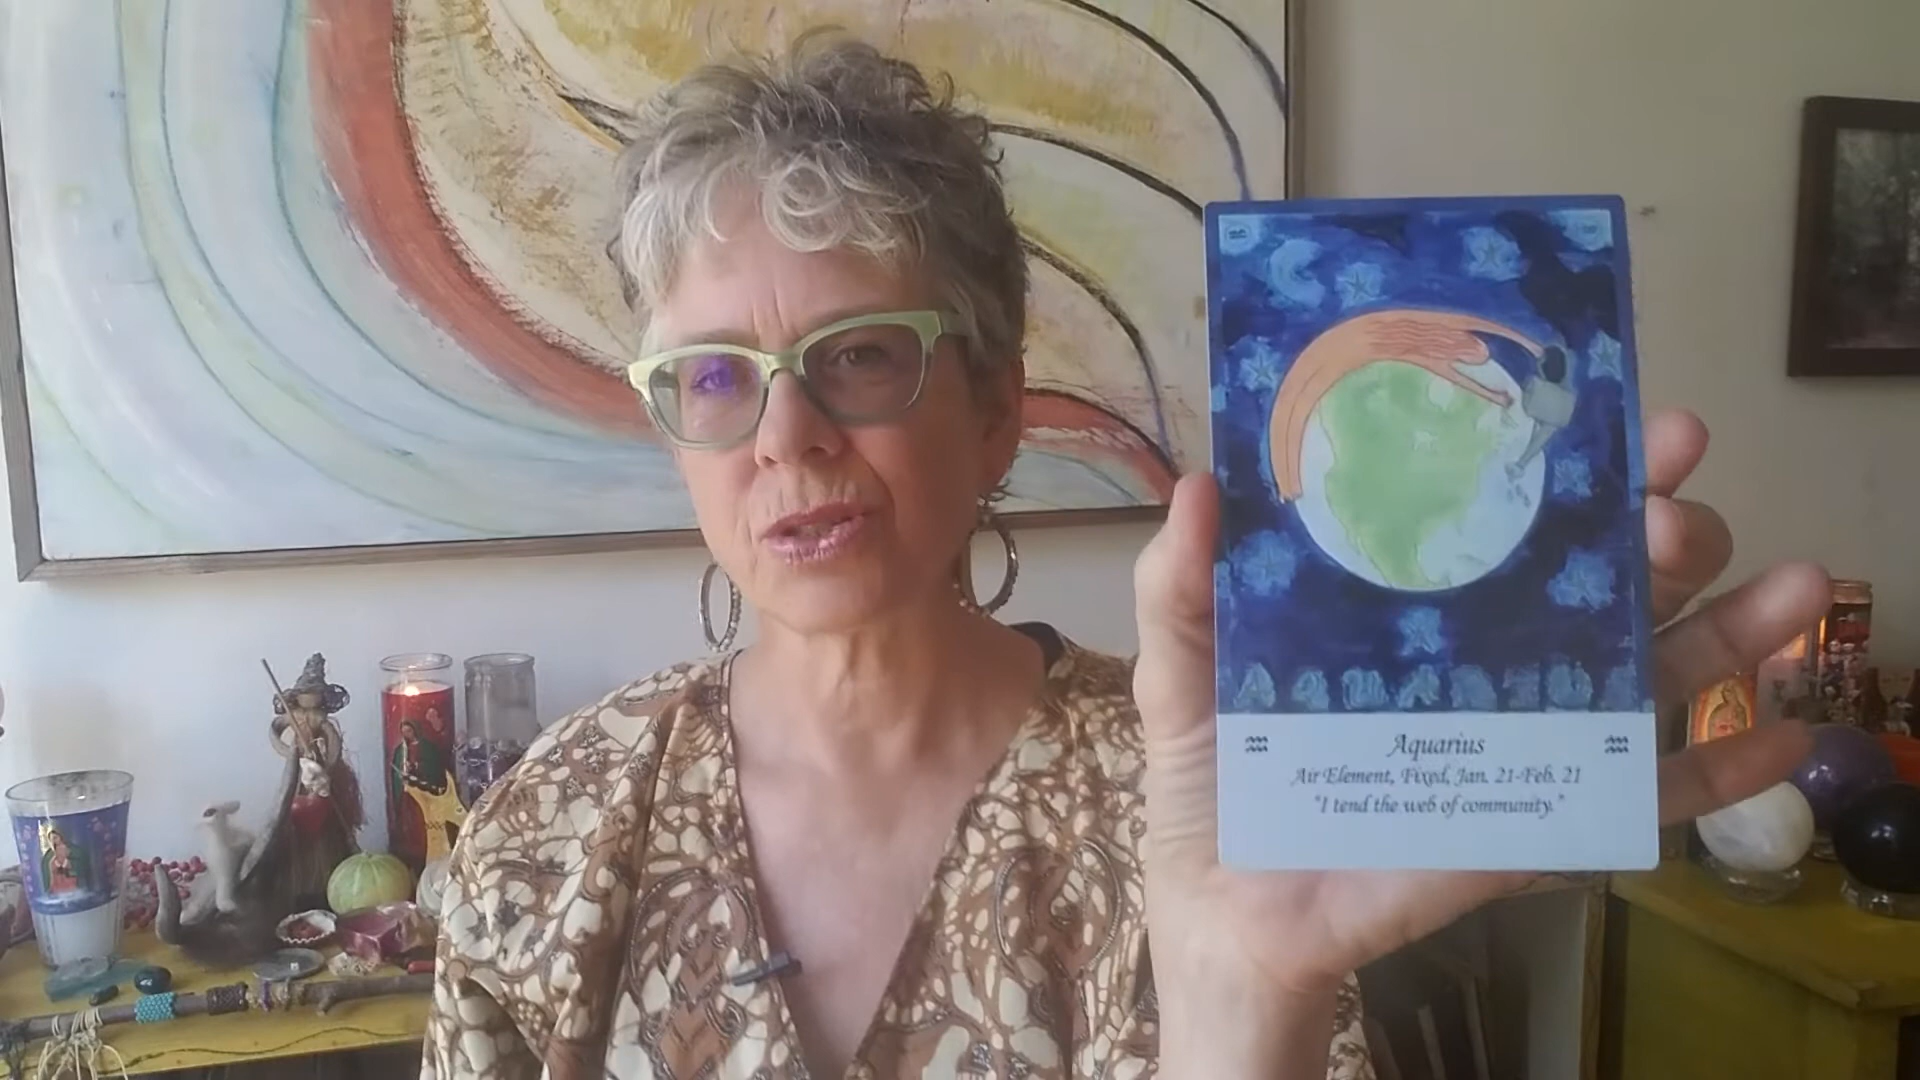 Aquarius
Air Element, Fixed, Jan. 21-Feb. 21
"I tend the web of community."